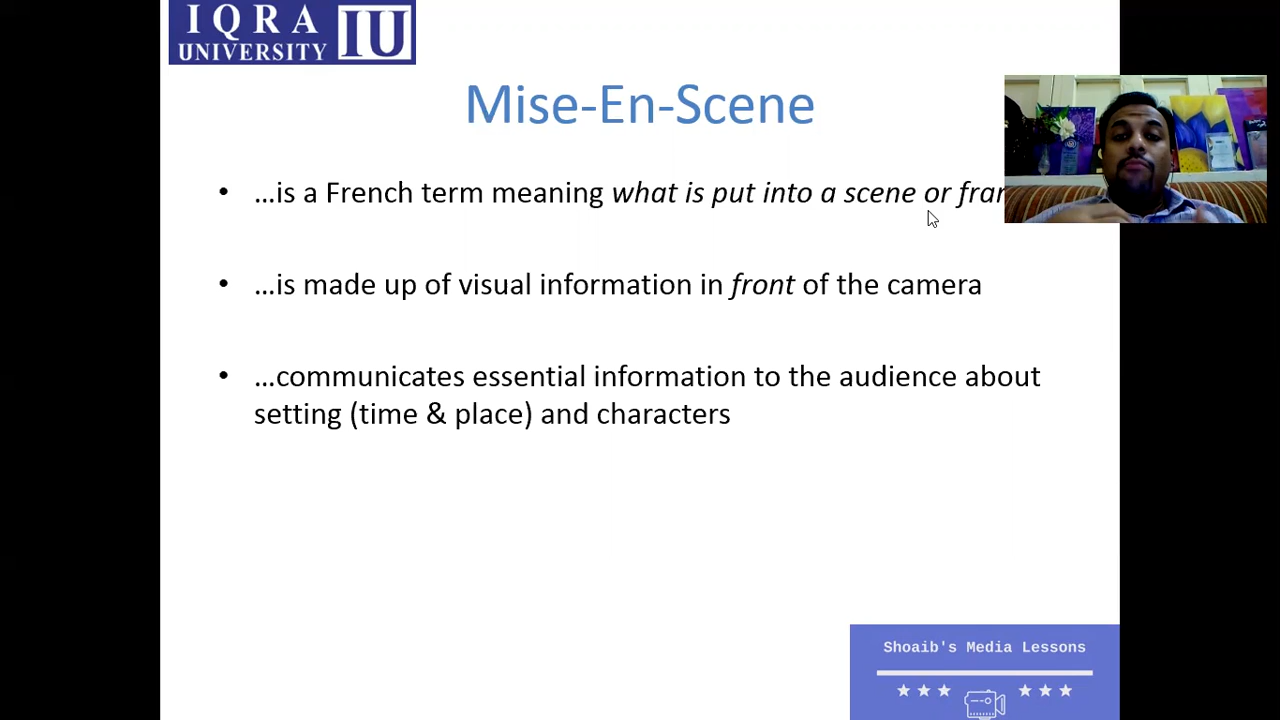 IQRA
UNIVERSITY IU
Mise-En-Scene
• …is a French term meaning what is put into a scene or
• …is made up of visual information in front of the camera
• …communicates essential information to the audience about
setting (time & place) and characters
Shoaib's Media Lessons